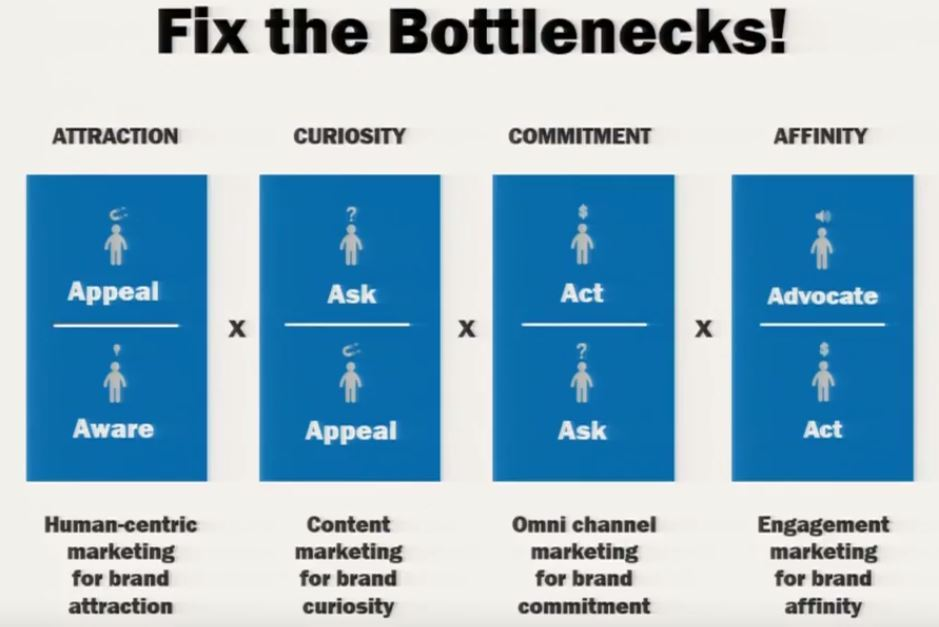 Fix the Bottlenecks!
ATTRACTION
CURIOSITY
COMMITMENT
AFFINITY
?
$
Appeal
Ask
Act
Advocate
x
x
x
?
$
Aware
Appeal
Ask
Act
Human-centric
marketing
for brand
attraction
Content
marketing
for brand
curiosity
Omni channel
marketing
for brand
commitment
Engagement
marketing
for brand
affinity